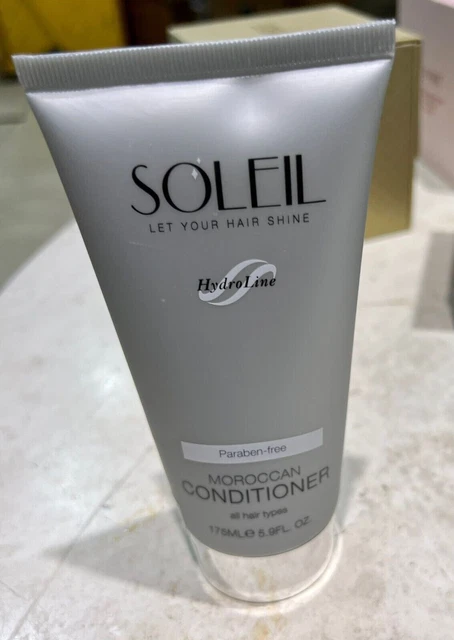 SOLEIL
LET YOUR HAIR SHINE
HydroLine
Paraben-free
MOROCCAN
CONDITIONER
all hair types
175ML℮ 5.9FL. OZ.